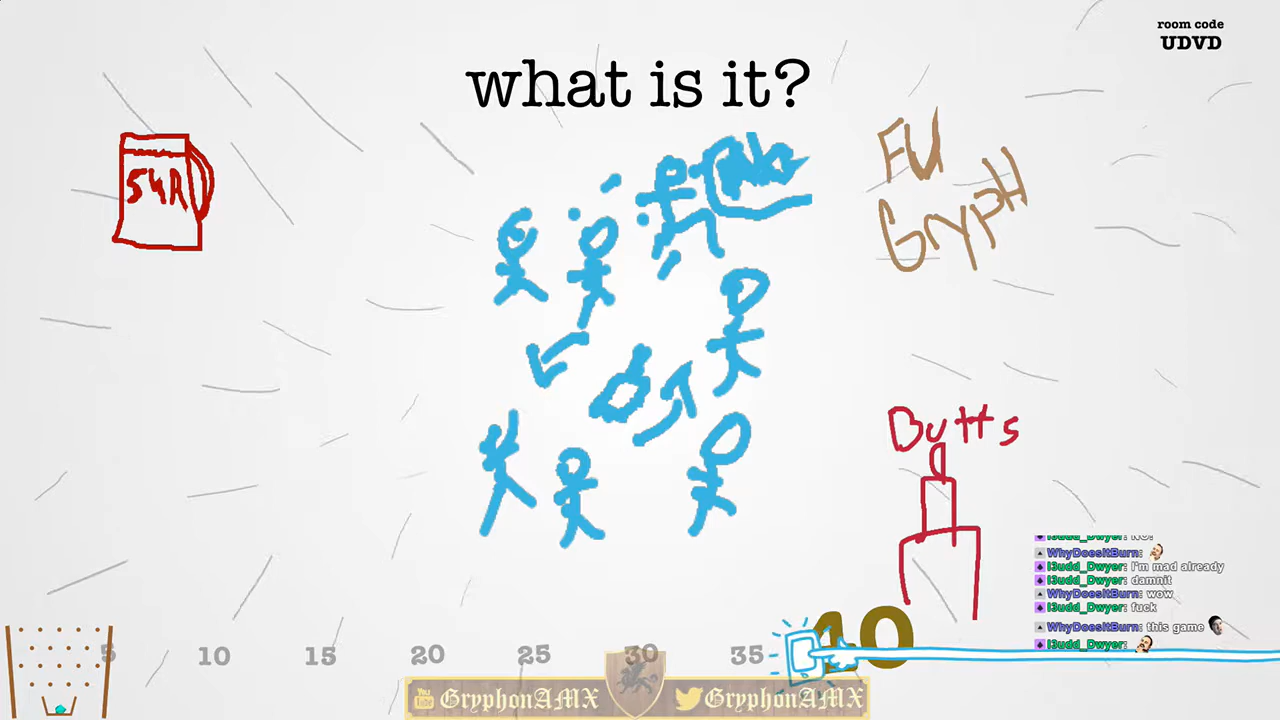 room code
UDVD
what is it?
FU
Gryph
Butts
WhyDoesItBurn:
I3udd_Dwyer: I'm mad already
I3udd_Dwyer: damnit
WhyDoesItBurn: wow
I3udd_Dwyer: fuck
WhyDoesItBurn: this game
I3udd_Dwyer:
5 10 15 20 25 30 35 40
GryphonAMX GryphonAMX